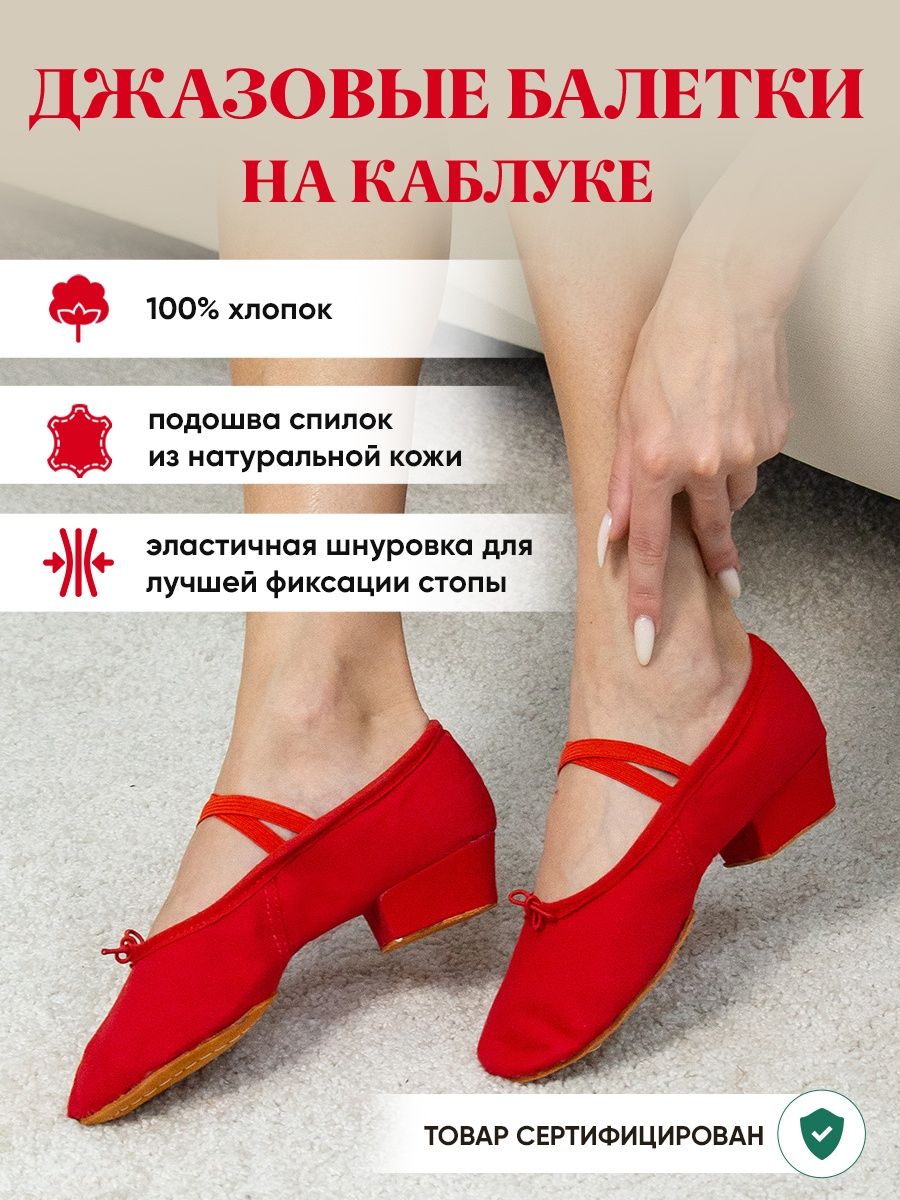 ДЖАЗОВЫЕ БАЛЕТКИ
НА КАБЛУКЕ
100% хлопок
подошва спилок
из натуральной кожи
эластичная шнуровка для
лучшей фиксации стопы
ТОВАР СЕРТИФИЦИРОВАН